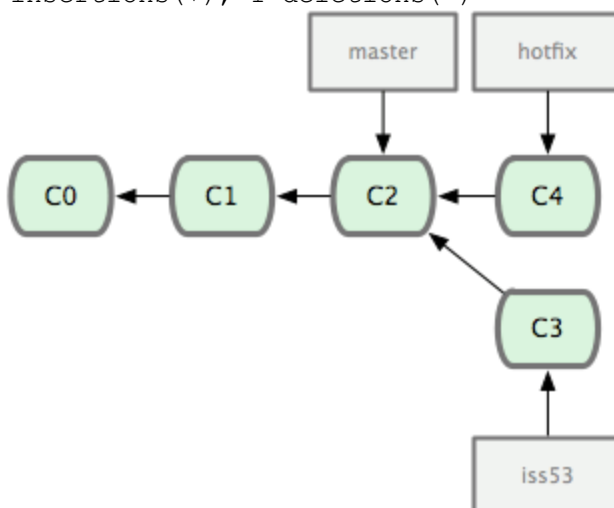 insertions(+), 1 deletions(-)
master hotfix
C0 C1 C2 C4
C3
iss53